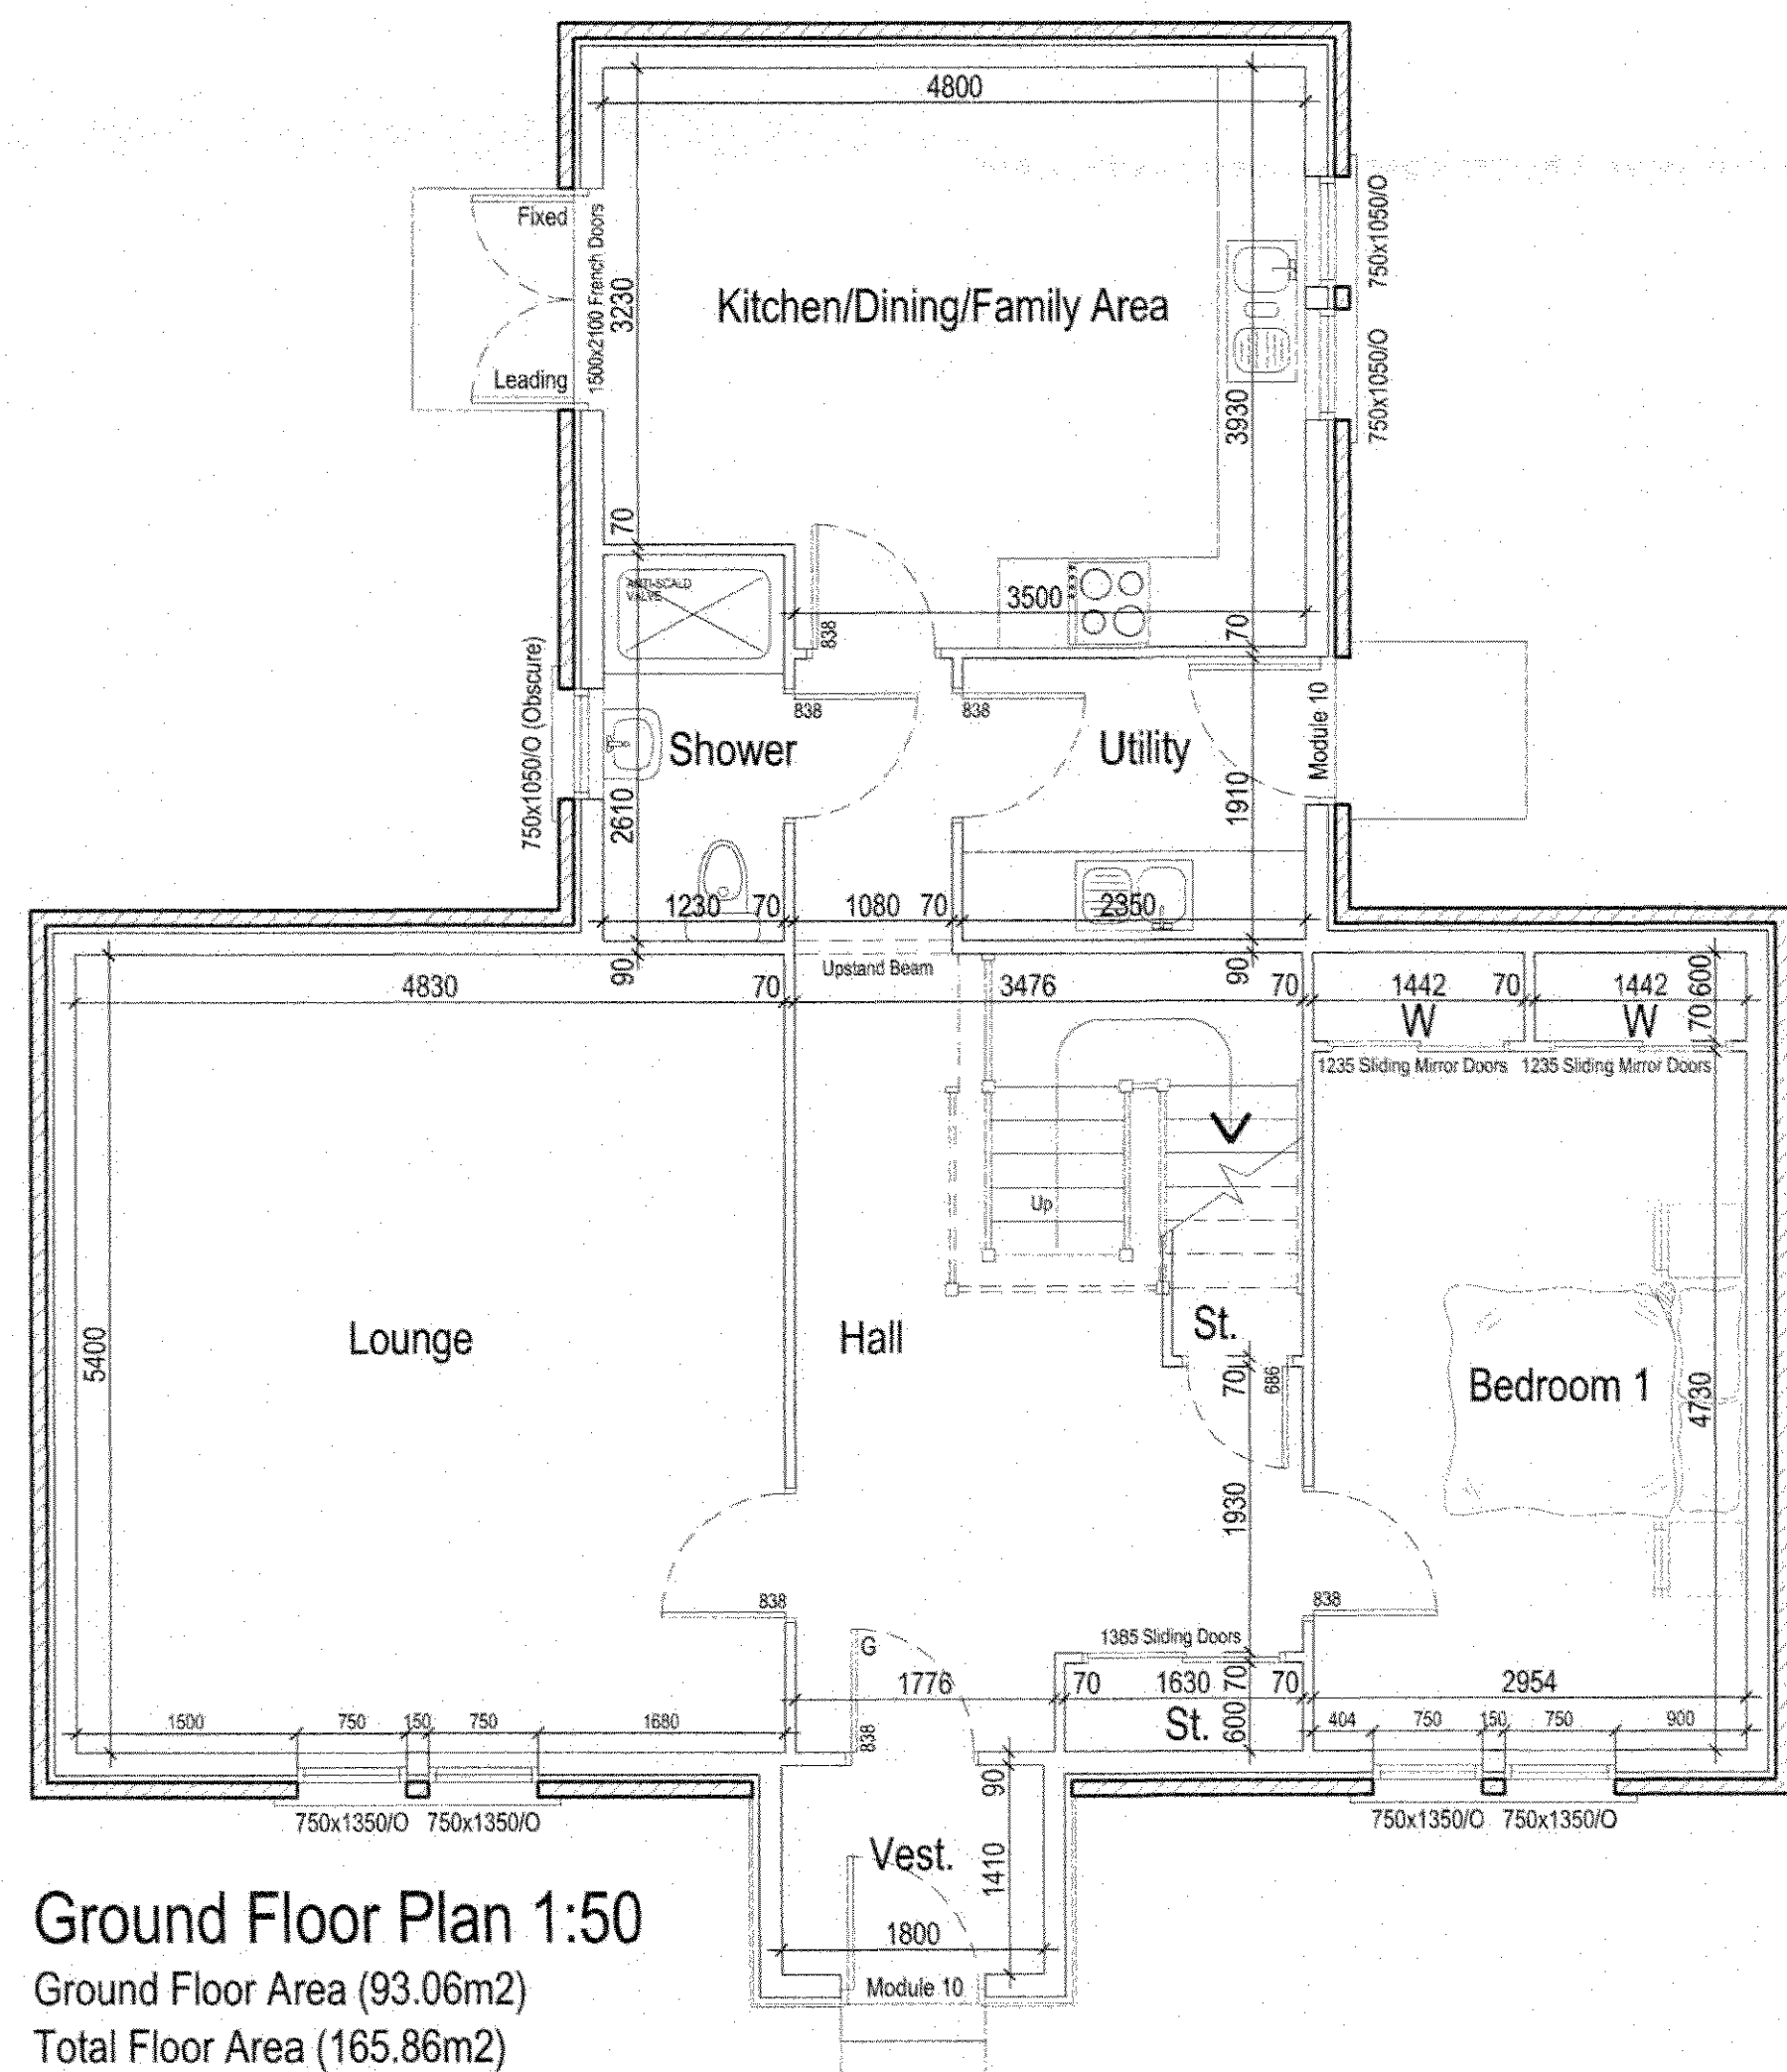 4800
Fixed
1500x2100 French Doors
3230
Kitchen/Dining/Family Area
750x1050/O
Leading
750x1050/O
3930
70
ANTI-SCALD
VALVE
3500
838
70
750x1050/O (Obscure)
838
838
Module 10
Shower
Utility
2610
1910
1230
70
1080
70
2350
90
Upstand Beam
90
4830
70
3476
70
1442
70
1442
600
W
W
70
1235 Sliding Mirror Doors
1235 Sliding Mirror Doors
Up
5400
Lounge
Hall
St.
70
686
Bedroom 1
4730
1930
838
838
G
1385 Sliding Doors
1776
70
1630
70
70
2954
1500
750
150
750
1680
838
St.
600
404
750
150
750
900
90
750x1350/O
750x1350/O
750x1350/O
750x1350/O
Vest.
1410
1800
Module 10
Ground Floor Plan 1:50
Ground Floor Area (93.06m2)
Total Floor Area (165.86m2)